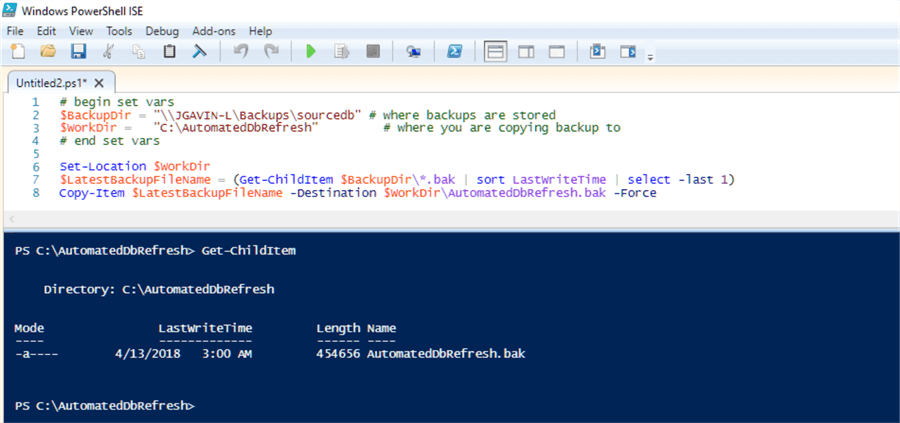 Windows PowerShell ISE
File Edit View Tools Debug Add-ons Help
Untitled2.ps1* X
1 # begin set vars
2 $BackupDir = "\\JGAVIN-L\Backups\sourcedb" # where backups are stored
3 $WorkDir =   "C:\AutomatedDbRefresh"         # where you are copying backup to
4 # end set vars
5
6 Set-Location $WorkDir
7 $LatestBackupFileName = (Get-ChildItem $BackupDir\*.bak | sort LastWriteTime | select -last 1)
8 Copy-Item $LatestBackupFileName -Destination $WorkDir\AutomatedDbRefresh.bak -Force
PS C:\AutomatedDbRefresh> Get-ChildItem
Directory: C:\AutomatedDbRefresh
Mode                LastWriteTime         Length Name
----                -------------         ------ ----
-a----        4/13/2018   3:00 AM         454656 AutomatedDbRefresh.bak
PS C:\AutomatedDbRefresh>